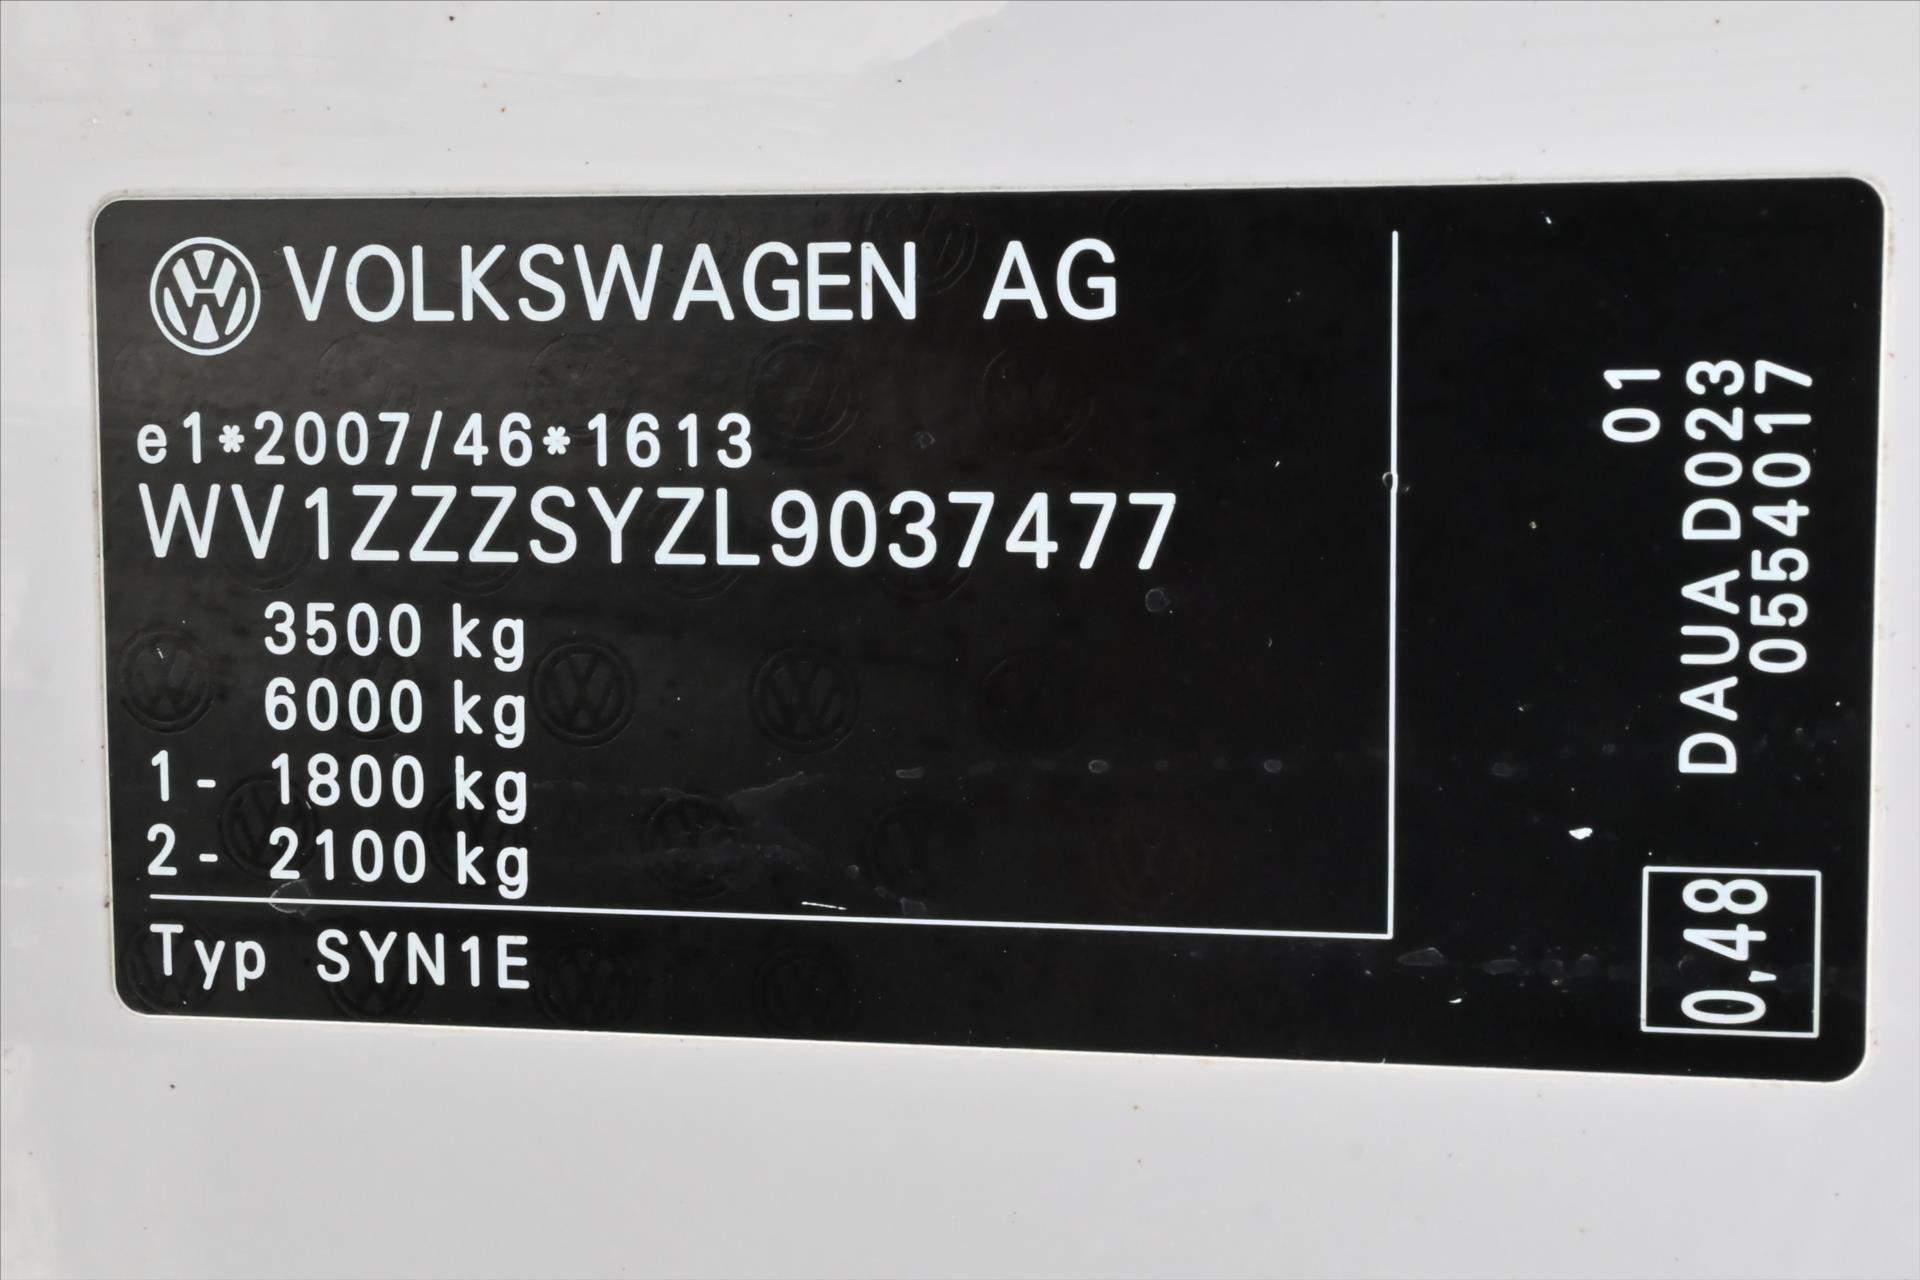 VOLKSWAGEN AG
e1*2007/46*1613
WV1ZZZSYZL9037477
3500 kg
6000 kg
1- 1800 kg
2- 2100 kg
Typ SYN1E
01
DAUA D023
0554017
0,48